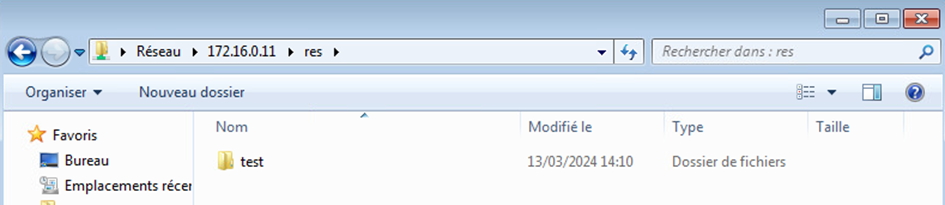 Réseau 172.16.0.11 res
Rechercher dans : res
Organiser Nouveau dossier
Nom Modifié le Type Taille
Favoris
test 13/03/2024 14:10 Dossier de fichiers
Bureau
Emplacements récer